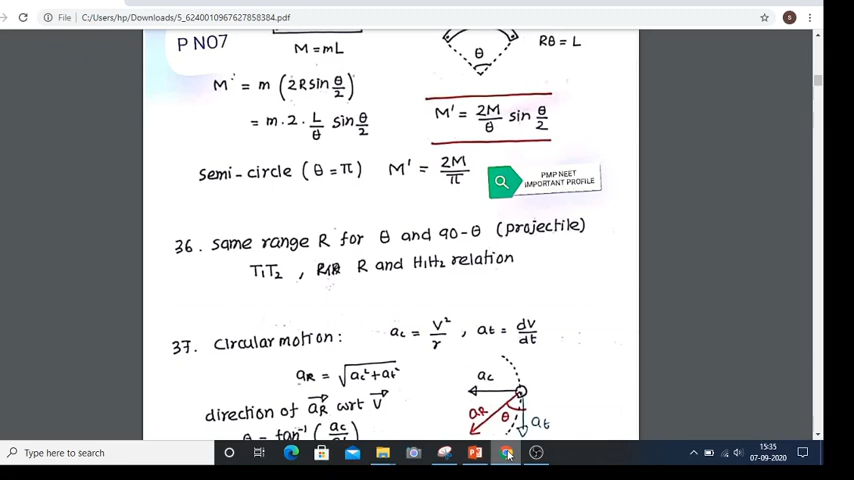 File
C:/Users/hp/Downloads/5_6240010967627858384.pdf
S
P NO7
M = mL
θ
Rθ = L
M' = m (2R sin θ/2)
= m · 2 · L/θ sin θ/2
M' = 2M/θ sin θ/2
semi-circle (θ = π) M' = 2M/π
PMP NEET
IMPORTANT PROFILE
36. same range R for θ and 90-θ (projectile)
T1T2 , R and H1H2 relation
37. Circular motion: ac = V²/r , at = dV/dt
aR = √ac²+at²
ac
direction of aR wrt V
aR
θ
at
θ = tan⁻¹ (ac/
Type here to search
15:35
07-09-2020